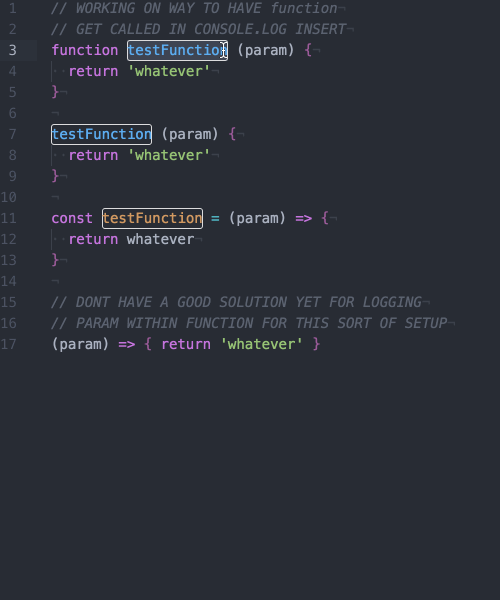 1 // WORKING ON WAY TO HAVE function¬
2 // GET CALLED IN CONSOLE.LOG INSERT¬
3 function testFunction (param) {¬
4 ··return 'whatever'¬
5 }¬
6 ¬
7 testFunction (param) {¬
8 ··return 'whatever'¬
9 }¬
10 ¬
11 const testFunction = (param) => {¬
12 ··return whatever¬
13 }¬
14 ¬
15 // DONT HAVE A GOOD SOLUTION YET FOR LOGGING¬
16 // PARAM WITHIN FUNCTION FOR THIS SORT OF SETUP¬
17 (param) => { return 'whatever' }